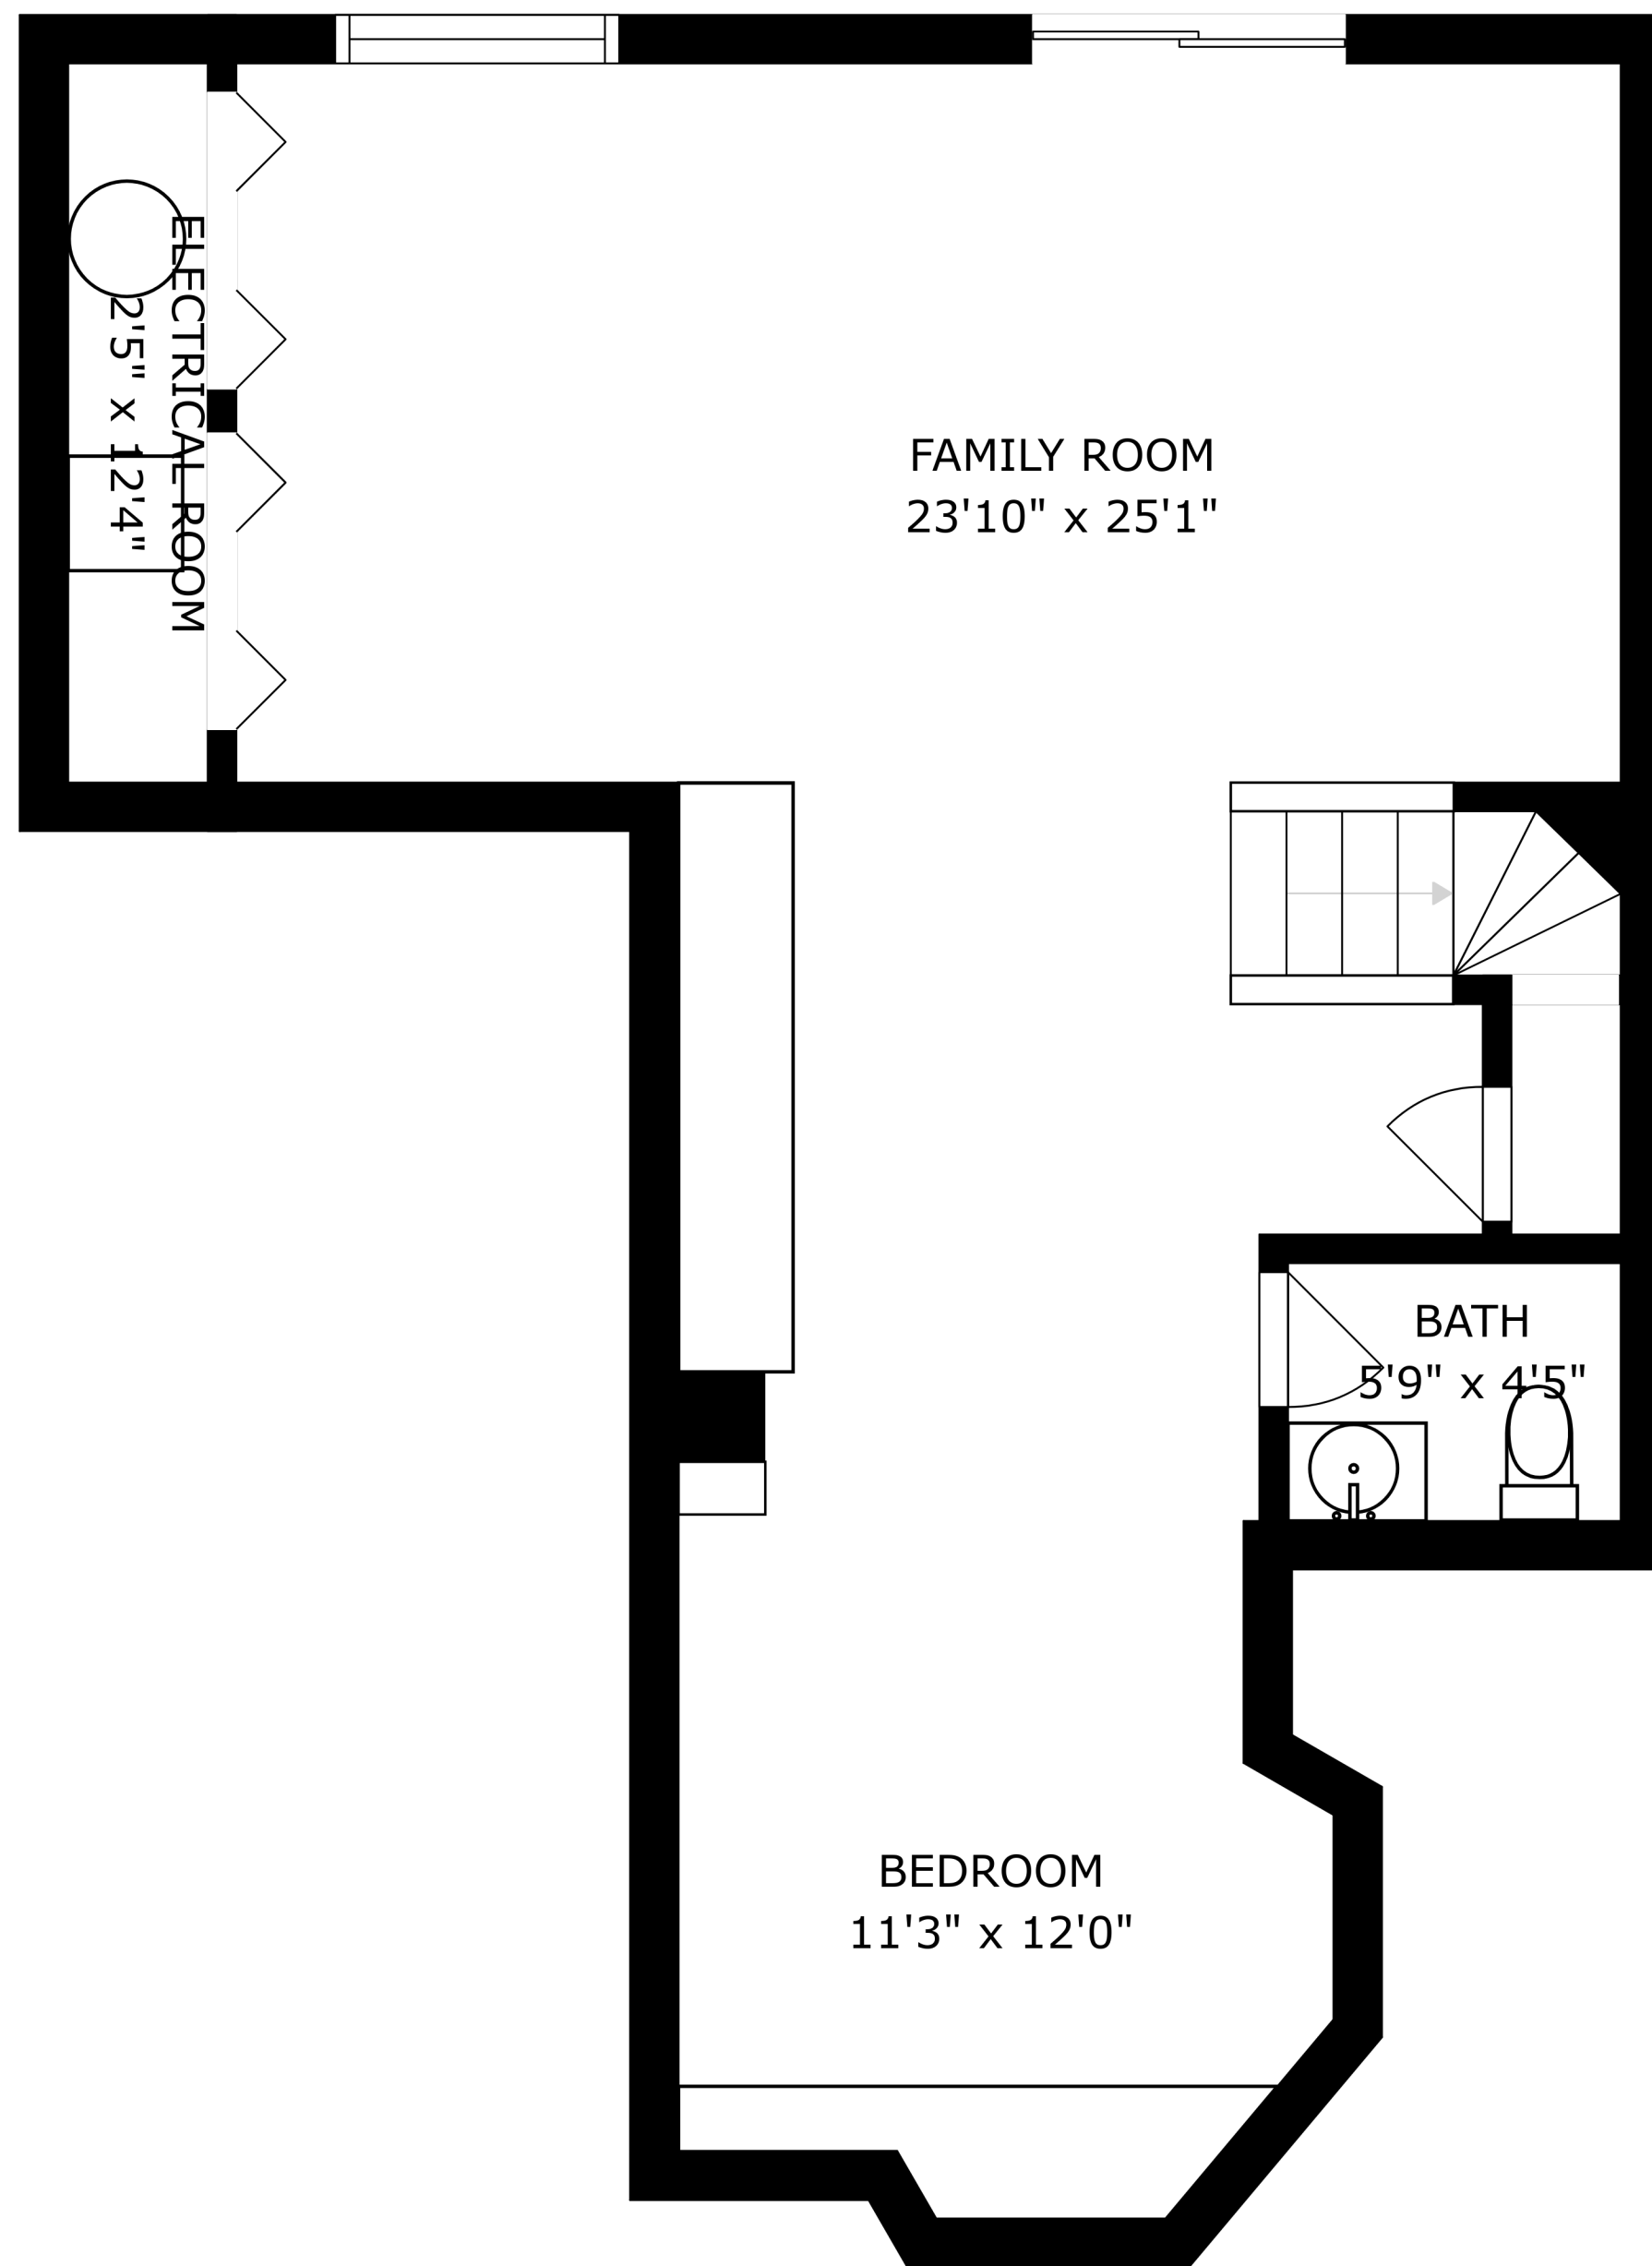 ELECTRICAL ROOM
2'5" x 12'4"
FAMILY ROOM
23'10" x 25'1"
BATH
5'9" x 4'5"
BEDROOM
11'3" x 12'0"